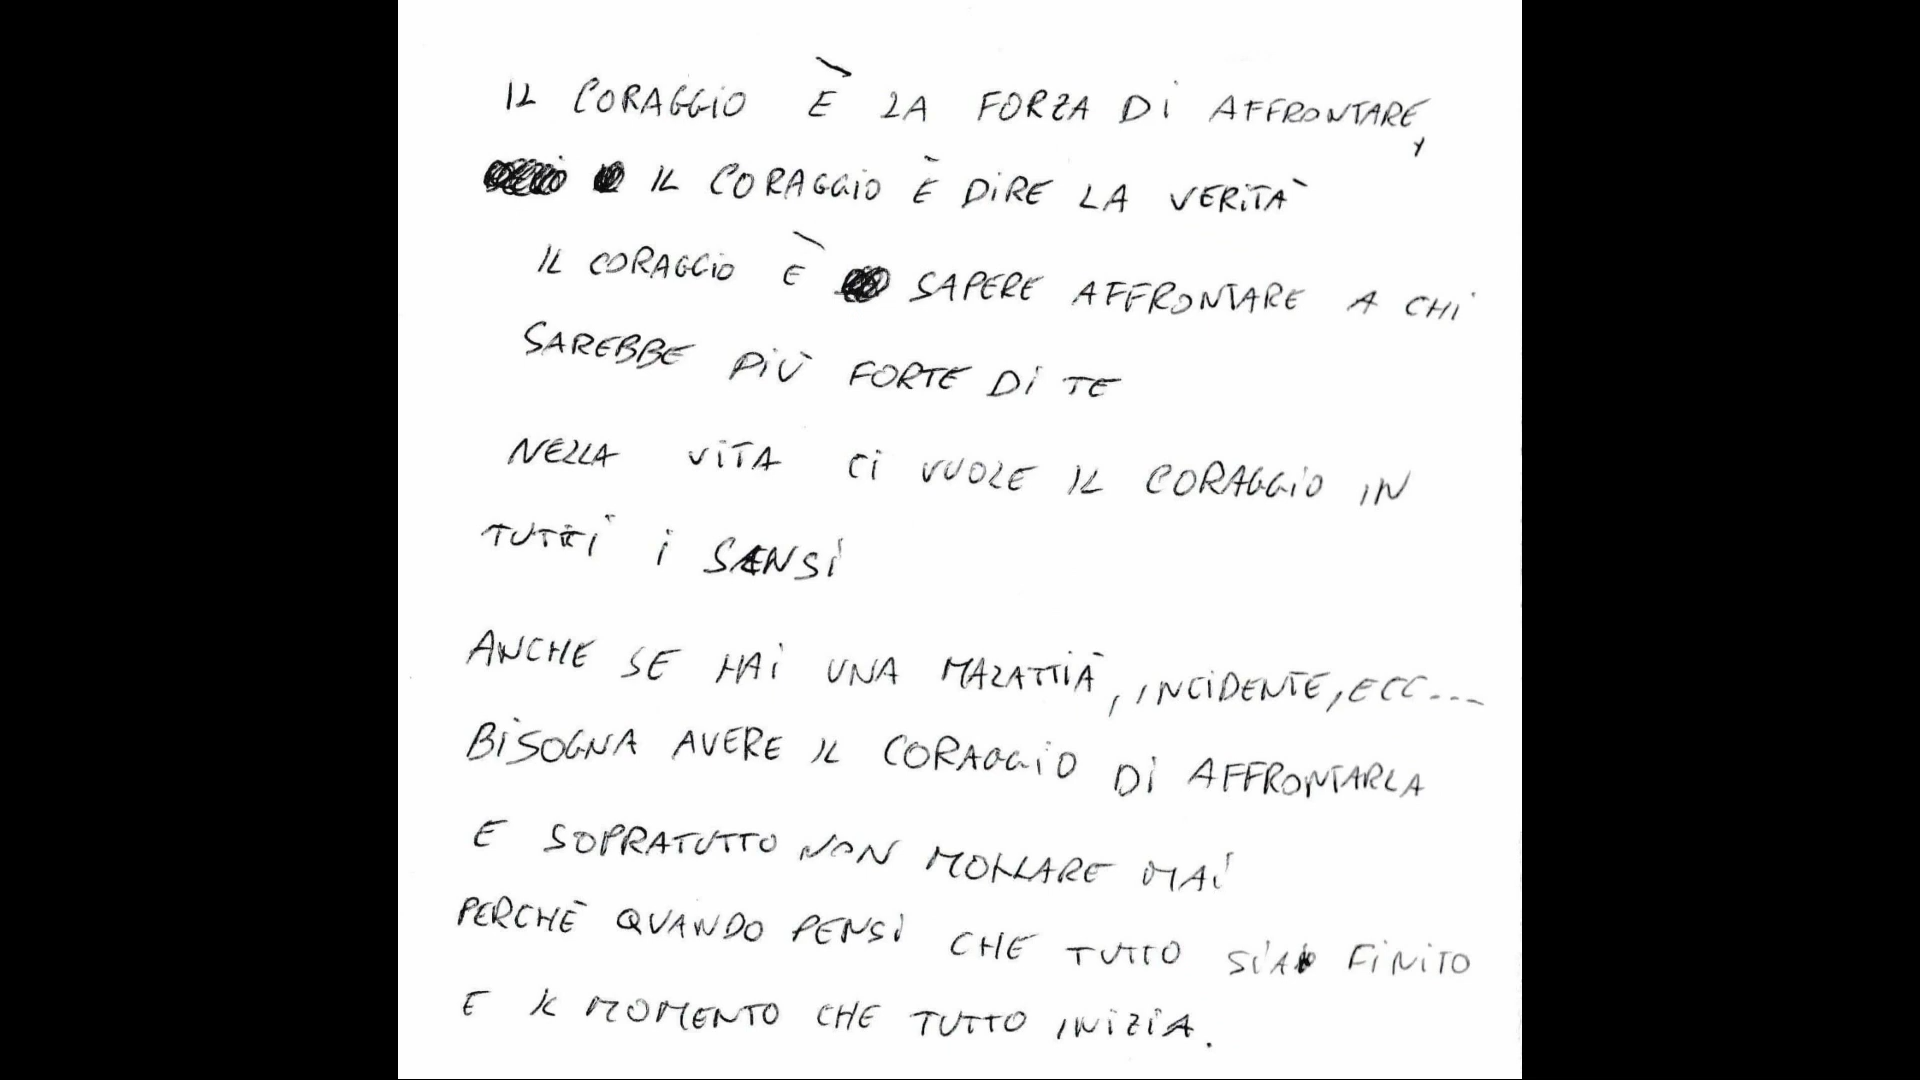 IL CORAGGIO È LA FORZA DI AFFRONTARE,
IL CORAGGIO È DIRE LA VERITÀ
IL CORAGGIO È SAPERE AFFRONTARE A CHI
SAREBBE PIÙ FORTE DI TE
NELLA VITA CI VUOLE IL CORAGGIO IN
TUTTI I SENSI
ANCHE SE HAI UNA MALATTIA, INCIDENTE, ECC...
BISOGNA AVERE IL CORAGGIO DI AFFRONTARLA
E SOPRATUTTO NON MOLLARE MAI
PERCHÈ QUANDO PENSI CHE TUTTO SIA FINITO
E IL MOMENTO CHE TUTTO INIZIA.